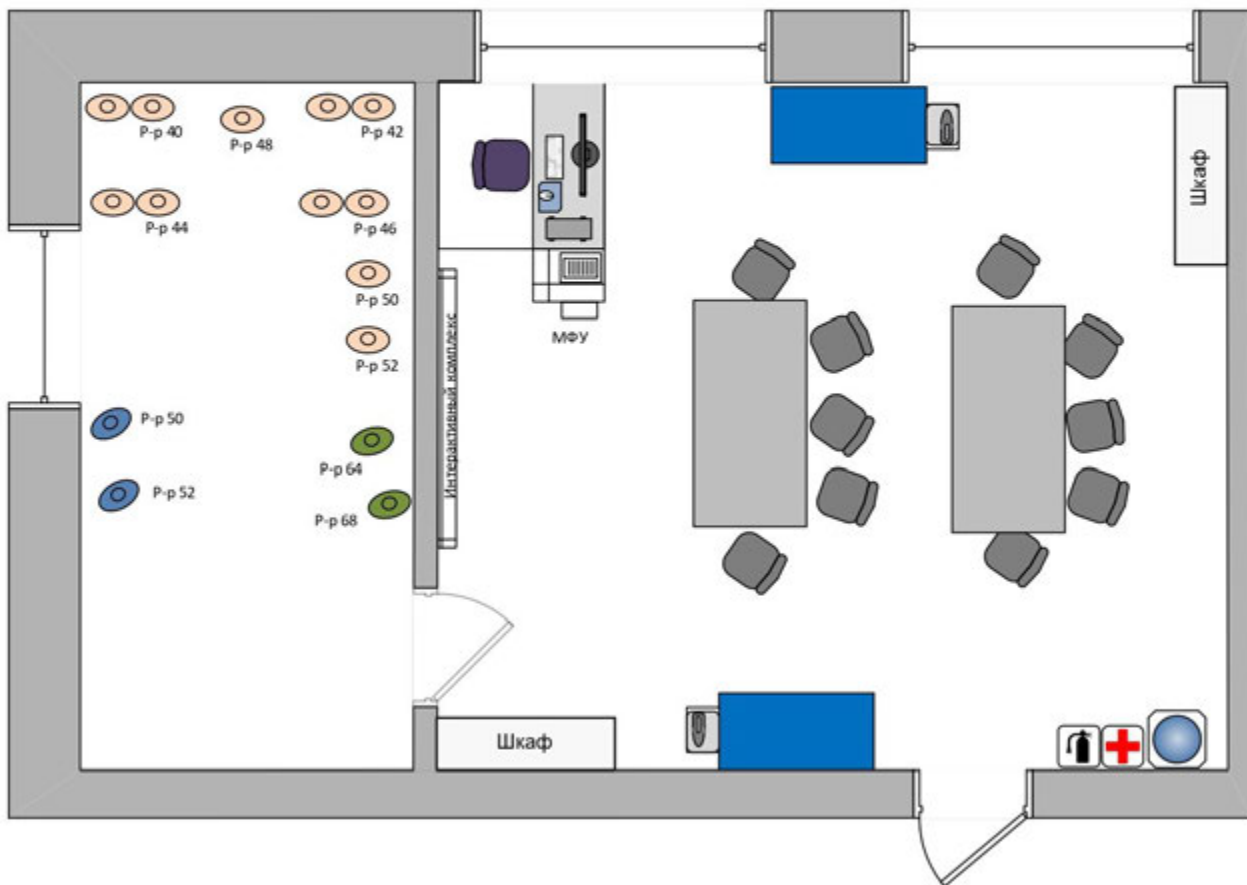 Р-р 40
Р-р 48
Р-р 42
Р-р 44
Р-р 46
Р-р 50
Р-р 52
Р-р 50
Р-р 52
Р-р 64
Р-р 68
Интерактивный комплекс
МФУ
Шкаф
Шкаф